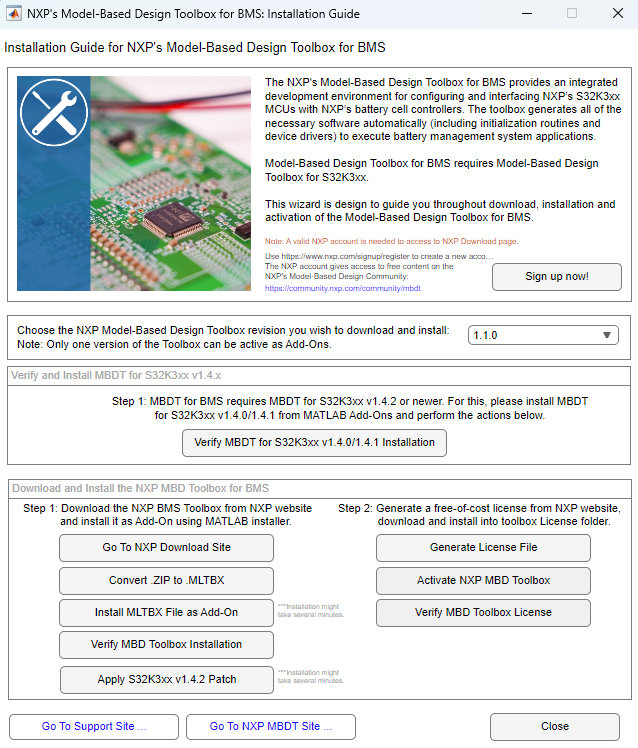 NXP's Model-Based Design Toolbox for BMS: Installation Guide
Installation Guide for NXP's Model-Based Design Toolbox for BMS
The NXP's Model-Based Design Toolbox for BMS provides an integrated
development environment for configuring and interfacing NXP's S32K3xx
MCUs with NXP's battery cell controllers. The toolbox generates all of the
necessary software automatically (including initialization routines and
device drivers) to execute battery management system applications.
Model-Based Design Toolbox for BMS requires Model-Based Design
Toolbox for S32K3xx.
This wizard is design to guide you throughout download, installation and
activation of the Model-Based Design Toolbox for BMS.
Note: A valid NXP account is needed to access to NXP Download page.
Use https://www.nxp.com/signup/register to create a new acco...
The NXP account gives access to free content on the
NXP's Model-Based Design Community:
https://community.nxp.com/community/mbdt
Sign up now!
Choose the NXP Model-Based Design Toolbox revision you wish to download and install:
Note: Only one version of the Toolbox can be active as Add-Ons.
1.1.0
Verify and Install MBDT for S32K3xx v1.4.x
Step 1: MBDT for BMS requires MBDT for S32K3xx v1.4.2 or newer. For this, please install MBDT
for S32K3xx v1.4.0/1.4.1 from MATLAB Add-Ons and perform the actions below.
Verify MBDT for S32K3xx v1.4.0/1.4.1 Installation
Download and Install the NXP MBD Toolbox for BMS
Step 1: Download the NXP BMS Toolbox from NXP website
and install it as Add-On using MATLAB installer.
Go To NXP Download Site
Convert .ZIP to .MLTBX
Install MLTBX File as Add-On
***Installation might
take several minutes.
Verify MBD Toolbox Installation
Apply S32K3xx v1.4.2 Patch
***Installation might
take several minutes.
Step 2: Generate a free-of-cost license from NXP website,
download and install into toolbox License folder.
Generate License File
Activate NXP MBD Toolbox
Verify MBD Toolbox License
Go To Support Site ...
Go To NXP MBDT Site ...
Close